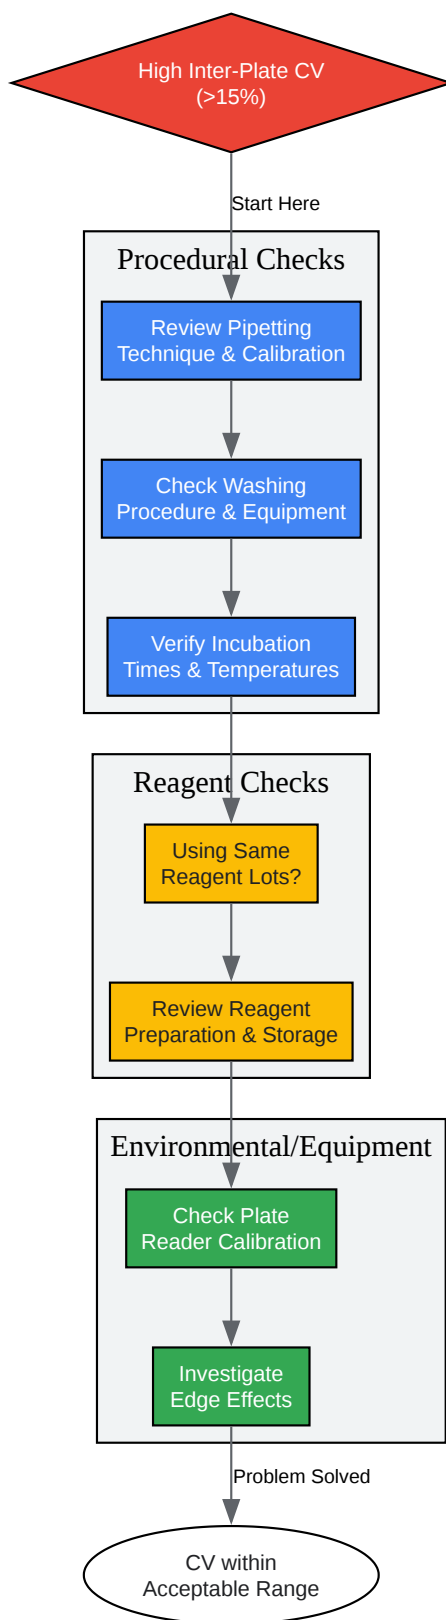 High Inter-Plate CV
(>15%)
Start Here
Procedural Checks
Review Pipetting
Technique & Calibration
Check Washing
Procedure & Equipment
Verify Incubation
Times & Temperatures
Reagent Checks
Using Same
Reagent Lots?
Review Reagent
Preparation & Storage
Environmental/Equipment
Check Plate
Reader Calibration
Investigate
Edge Effects
Problem Solved
CV within
Acceptable Range